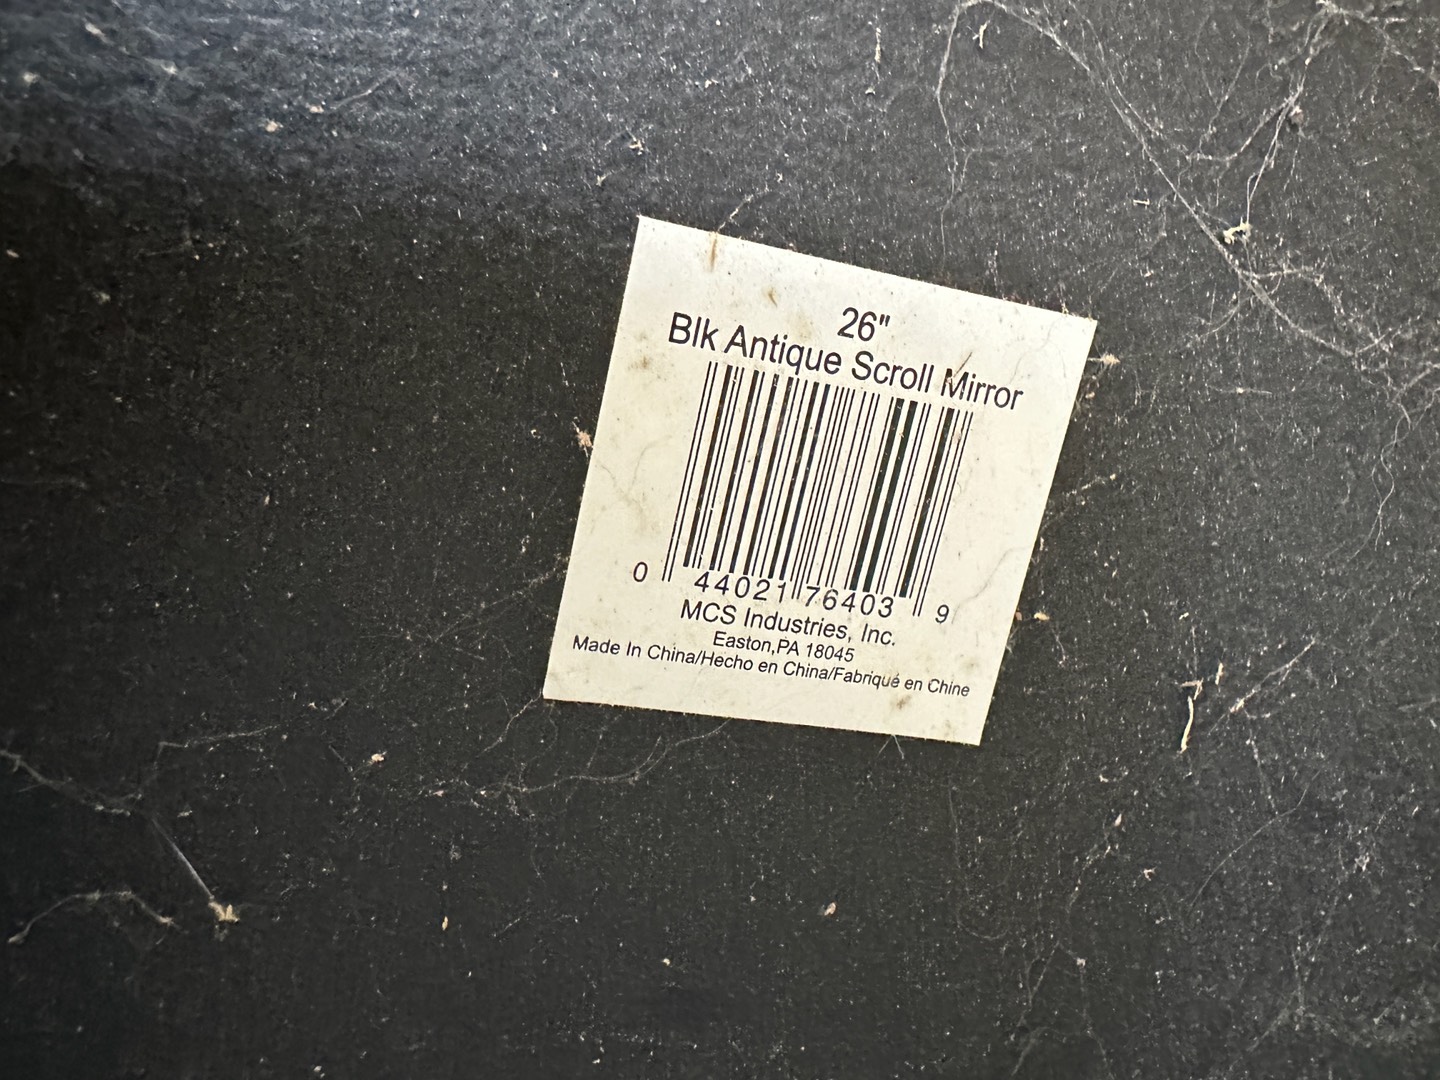 26"
Blk Antique Scroll Mirror
0 44021 76403 9
MCS Industries, Inc.
Easton,PA 18045
Made In China/Hecho en China/Fabriqué en Chine